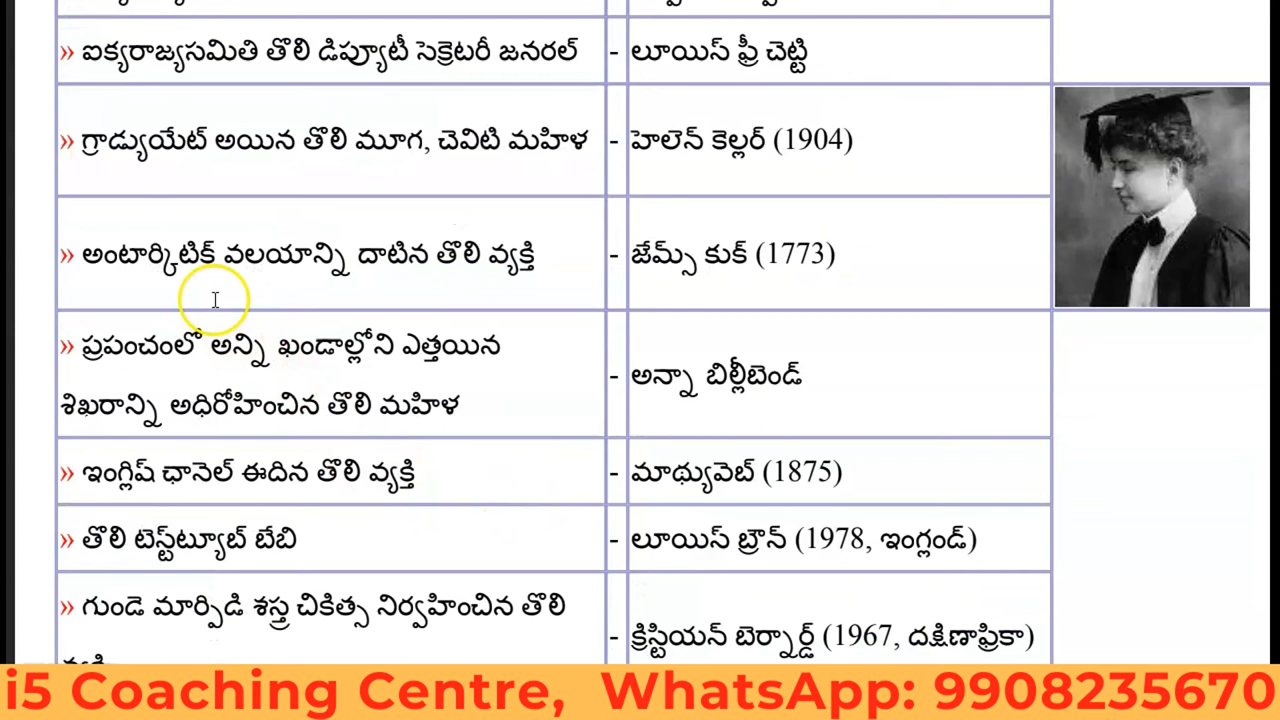 » ఐక్యరాజ్యసమితి తొలి డిప్యూటీ సెక్రెటరీ జనరల్ - లూయిస్ ఫ్రీ చెట్టి
» గ్రాడ్యుయేట్ అయిన తొలి మూగ, చెవిటి మహిళ - హెలెన్ కెల్లర్ (1904)
» అంటార్కిటిక్ వలయాన్ని దాటిన తొలి వ్యక్తి - జేమ్స్ కుక్ (1773)
» ప్రపంచంలో అన్ని ఖండాల్లోని ఎత్తయిన
శిఖరాన్ని అధిరోహించిన తొలి మహిళ - అన్నా బిల్లీబెండ్
» ఇంగ్లిష్ ఛానెల్ ఈదిన తొలి వ్యక్తి - మాథ్యువెబ్ (1875)
» తొలి టెస్ట్‌ట్యూబ్ బేబి - లూయిస్ బ్రౌన్ (1978, ఇంగ్లండ్)
» గుండె మార్పిడి శస్త్ర చికిత్స నిర్వహించిన తొలి
- క్రిస్టియన్ బెర్నార్డ్ (1967, దక్షిణాఫ్రికా)
i5 Coaching Centre, WhatsApp: 9908235670